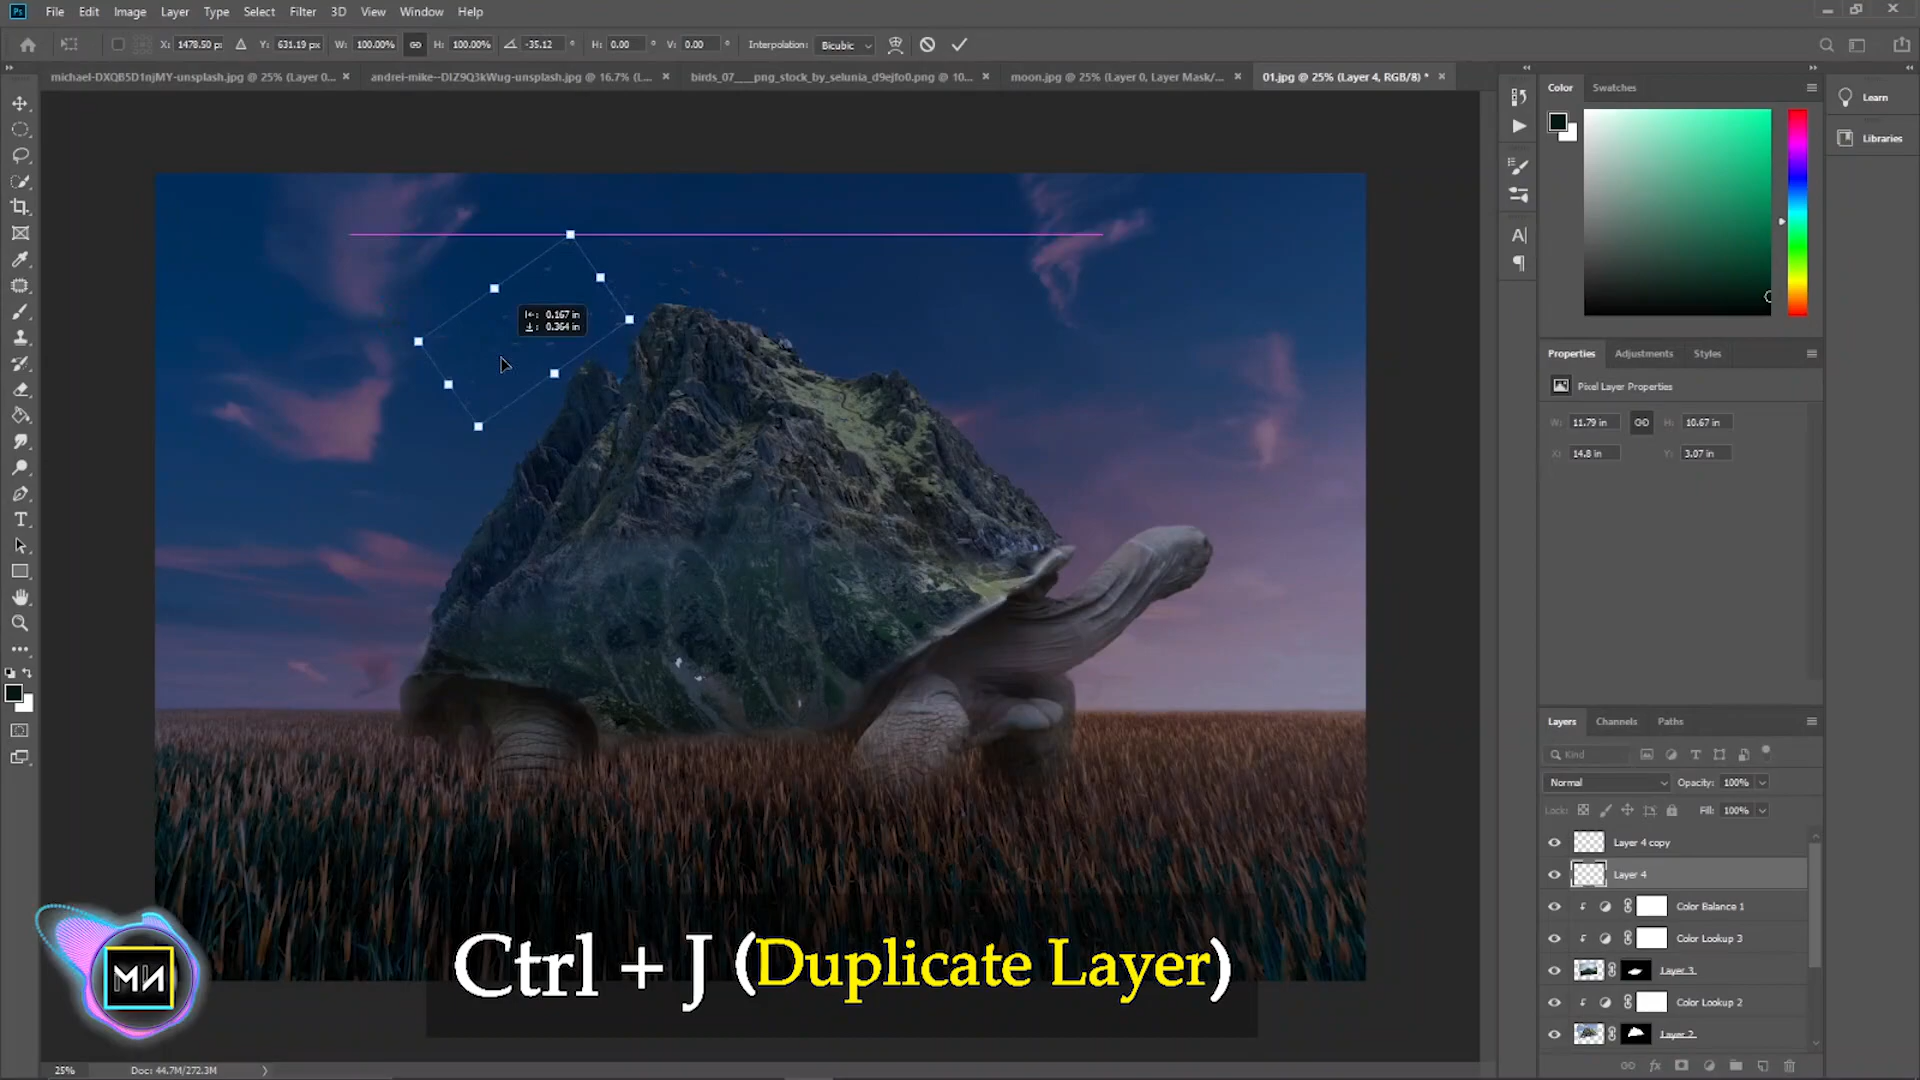 Ps File Edit Image Layer Type Select Filter 3D View Window Help
X: 1478.50 px Y: 631.19 px W: 100.00% H: 100.00% -35.12 ° H: 0.00 ° V: 0.00 ° Interpolation: Bicubic
michael-DXQB5D1njMY-unsplash.jpg @ 25% (Layer 0... × andrei-mike--DIZ9Q3kWug-unsplash.jpg @ 16.7% (L... × birds_07___png_stock_by_selunia_d9ejfo0.png @ 10... × moon.jpg @ 25% (Layer 0, Layer Mask/... × 01.jpg @ 25% (Layer 4, RGB/8) * ×
Color Swatches
Learn
Libraries
0.167 in
0.364 in
Properties Adjustments Styles
Pixel Layer Properties
W: 11.79 in H: 10.67 in
X: 14.8 in Y: 3.07 in
Layers Channels Paths
Kind
Normal Opacity: 100%
Lock: Fill: 100%
Layer 4 copy
Layer 4
Color Balance 1
Color Lookup 3
Layer 3
Color Lookup 2
Layer 2
Ctrl + J (Duplicate Layer)
МИ
25% Doc: 44.7M/272.3M